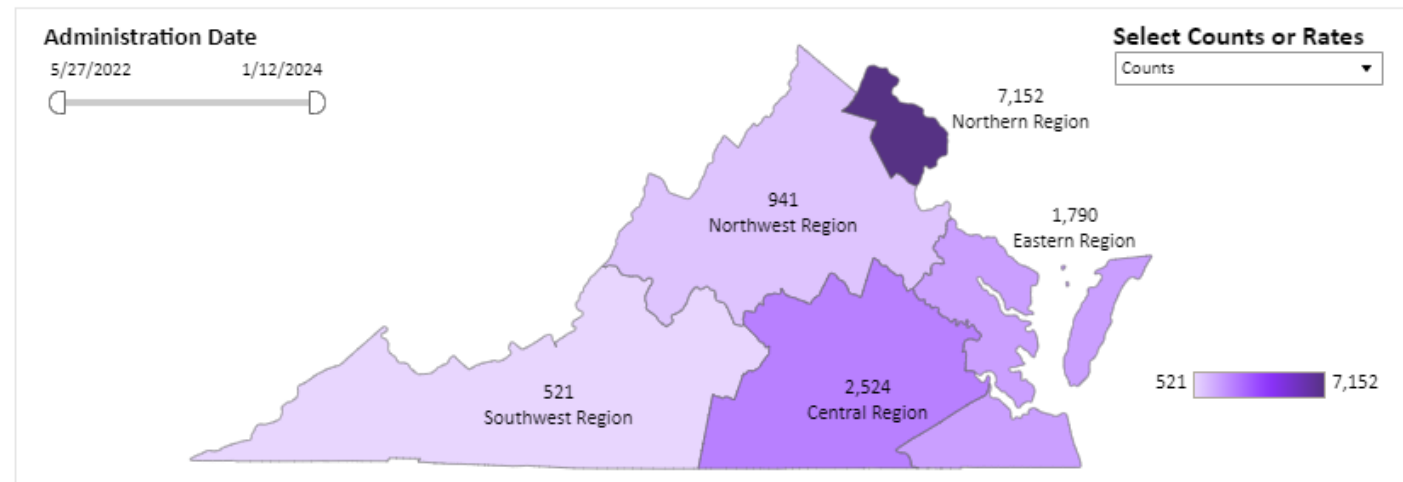 Administration Date
5/27/2022 1/12/2024
Select Counts or Rates
Counts
7,152
Northern Region
941
Northwest Region
1,790
Eastern Region
521
Southwest Region
2,524
Central Region
521 7,152